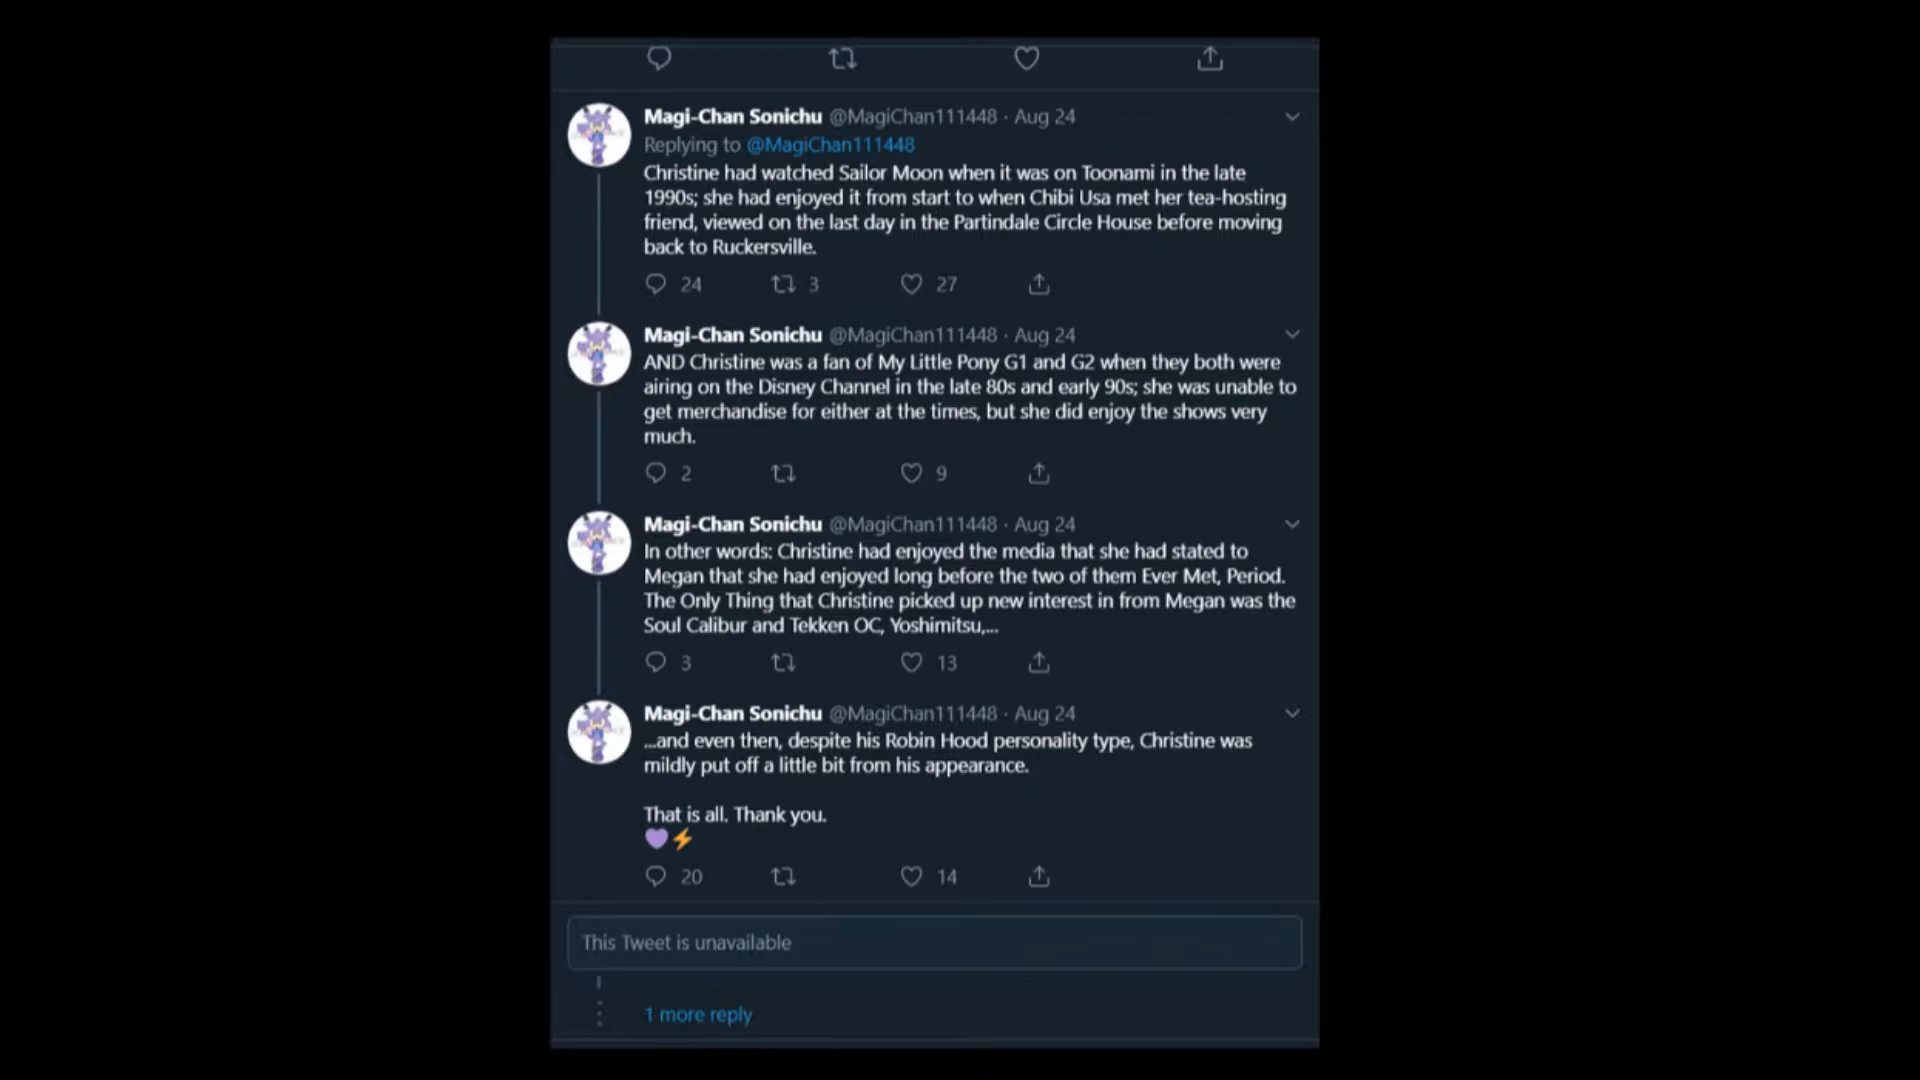 Magi-Chan Sonichu @MagiChan111448 · Aug 24
Replying to @MagiChan111448
Christine had watched Sailor Moon when it was on Toonami in the late
1990s; she had enjoyed it from start to when Chibi Usa met her tea-hosting
friend, viewed on the last day in the Partindale Circle House before moving
back to Ruckersville.
24 3 27
Magi-Chan Sonichu @MagiChan111448 · Aug 24
AND Christine was a fan of My Little Pony G1 and G2 when they both were
airing on the Disney Channel in the late 80s and early 90s; she was unable to
get merchandise for either at the times, but she did enjoy the shows very
much.
2 9
Magi-Chan Sonichu @MagiChan111448 · Aug 24
In other words: Christine had enjoyed the media that she had stated to
Megan that she had enjoyed long before the two of them Ever Met, Period.
The Only Thing that Christine picked up new interest in from Megan was the
Soul Calibur and Tekken OC, Yoshimitsu,...
3 13
Magi-Chan Sonichu @MagiChan111448 · Aug 24
...and even then, despite his Robin Hood personality type, Christine was
mildly put off a little bit from his appearance.
That is all. Thank you.
💜⚡
20 14
This Tweet is unavailable
1 more reply